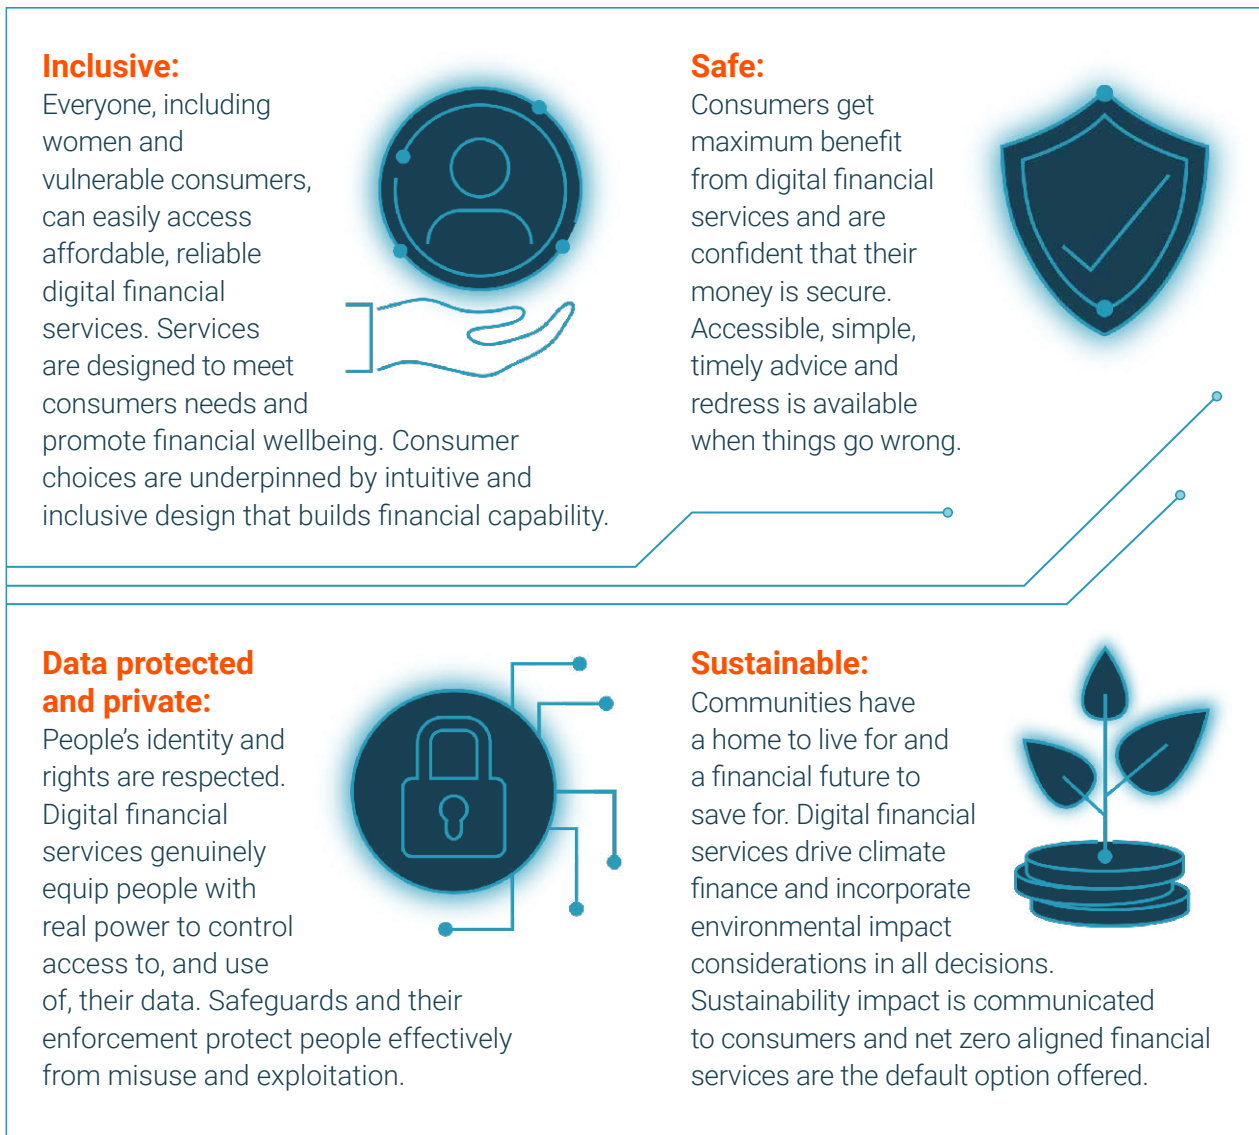 Inclusive:
Everyone, including
women and
vulnerable consumers,
can easily access
affordable, reliable
digital financial
services. Services
are designed to meet
consumers needs and
promote financial wellbeing. Consumer
choices are underpinned by intuitive and
inclusive design that builds financial capability.
Safe:
Consumers get
maximum benefit
from digital financial
services and are
confident that their
money is secure.
Accessible, simple,
timely advice and
redress is available
when things go wrong.
Data protected
and private:
People’s identity and
rights are respected.
Digital financial
services genuinely
equip people with
real power to control
access to, and use
of, their data. Safeguards and their
enforcement protect people effectively
from misuse and exploitation.
Sustainable:
Communities have
a home to live for and
a financial future to
save for. Digital financial
services drive climate
finance and incorporate
environmental impact
considerations in all decisions.
Sustainability impact is communicated
to consumers and net zero aligned financial
services are the default option offered.